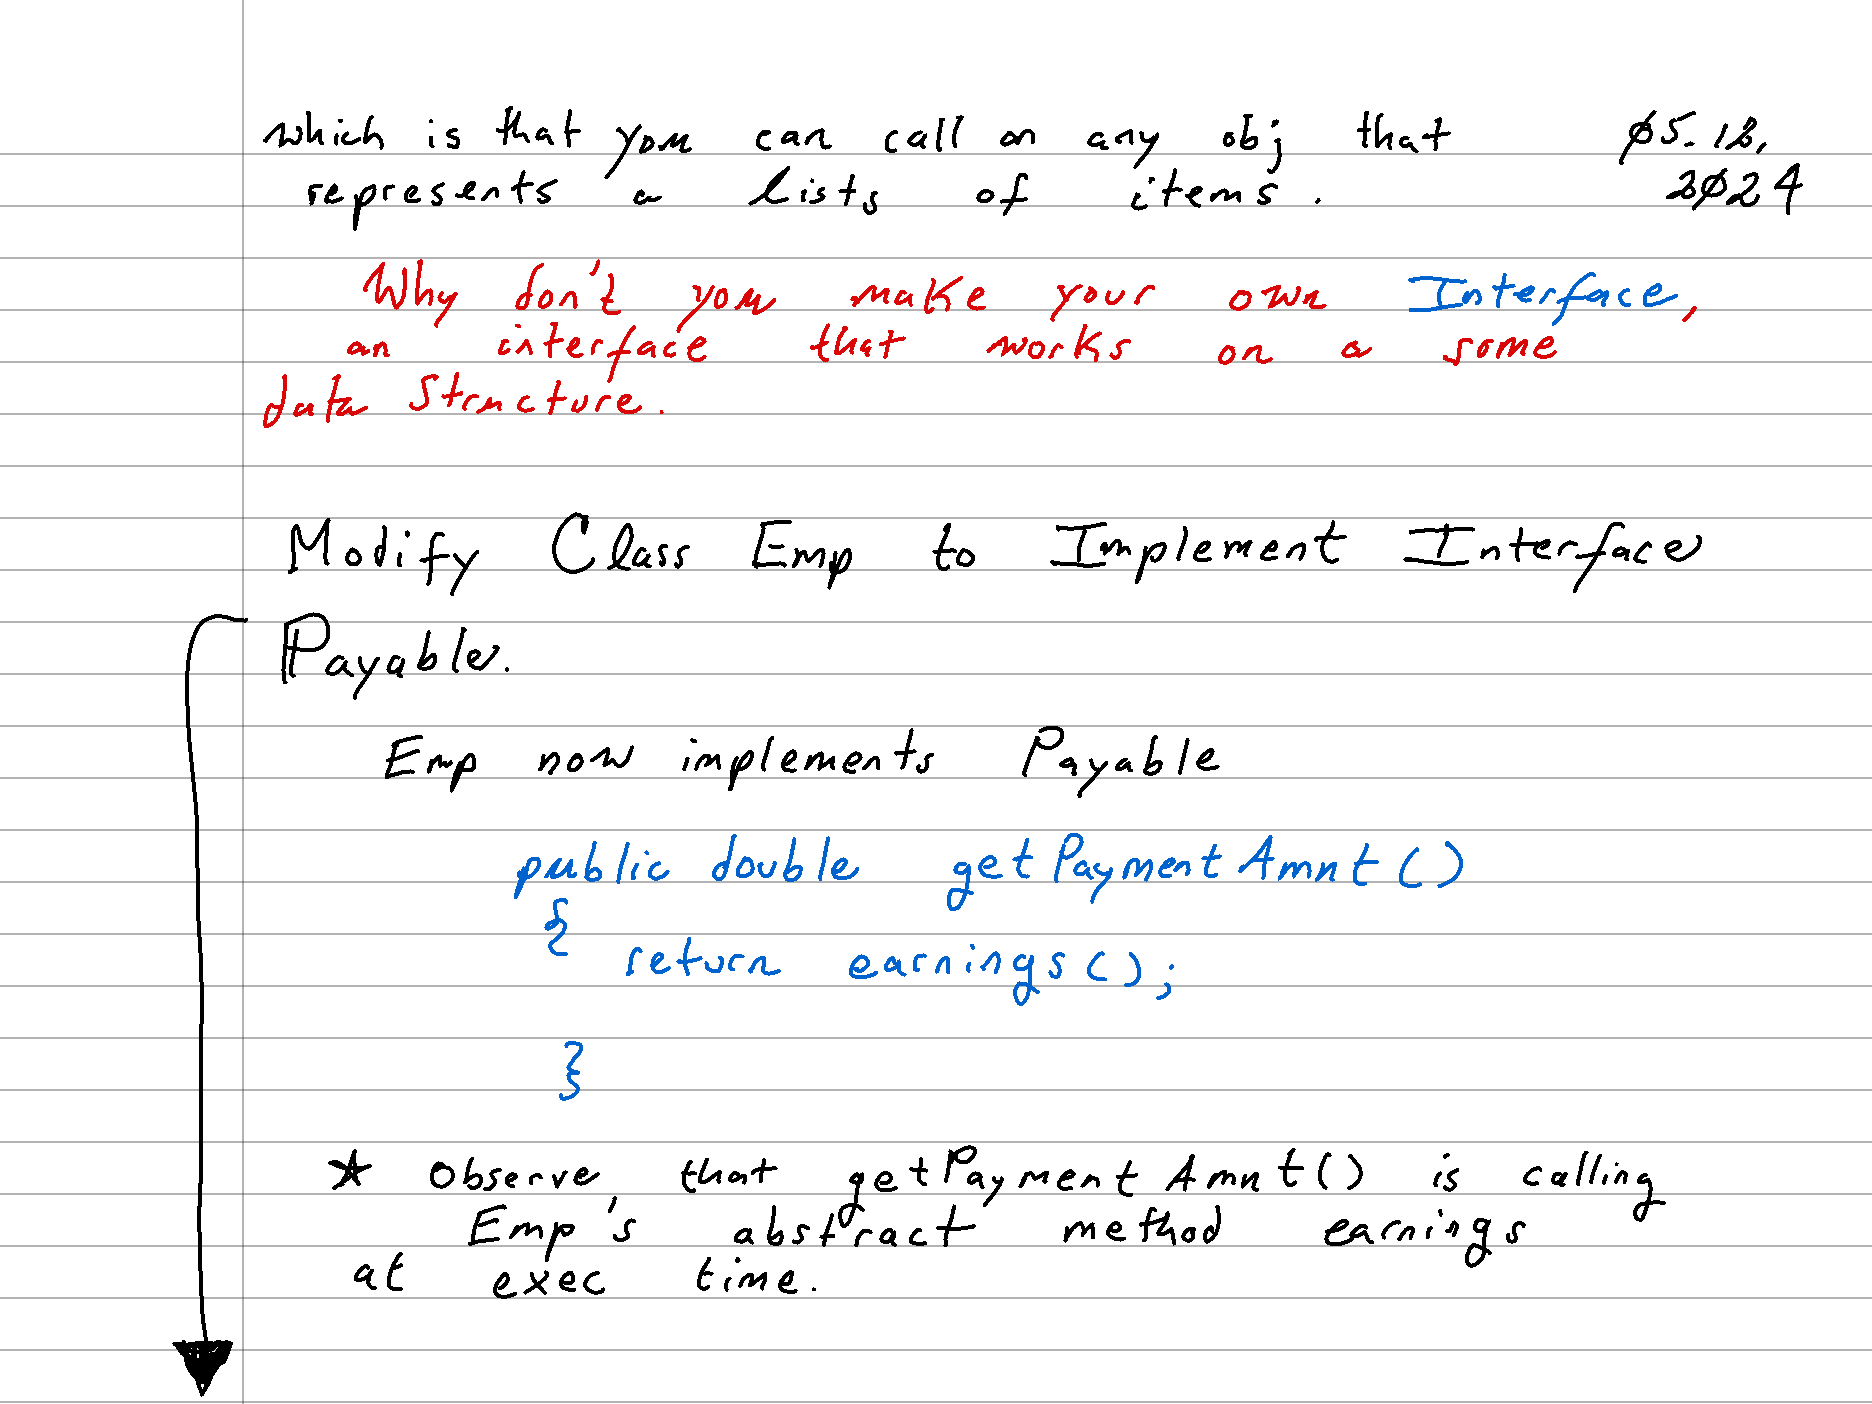 which is that you can call on any obj that
Ø5.18,
represents a lists of items.
2Ø24
Why don't you make your own Interface,
an interface that works on a some
data Structure.
Modify Class Emp to Implement Interface
Payable.
Emp now implements Payable
public double getPaymentAmnt()
{ return earnings();
}
★ Observe that getPaymentAmnt() is calling
Emp's abstract method earnings
at exec time.